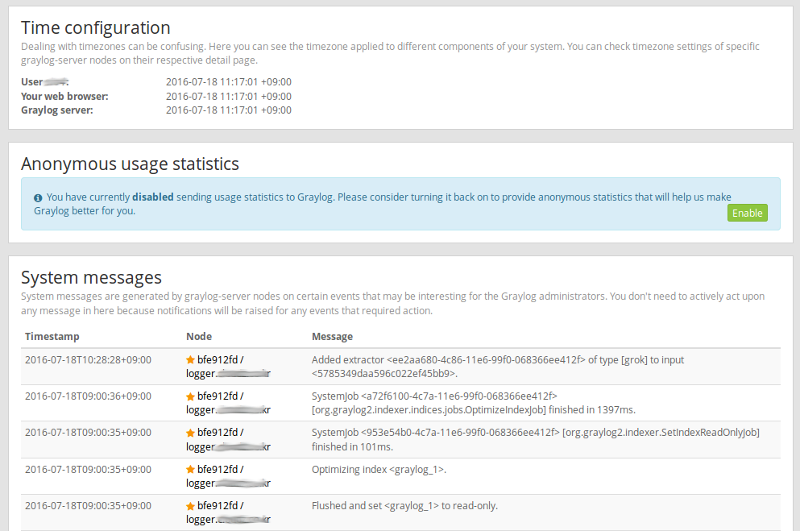 Time configuration
Dealing with timezones can be confusing. Here you can see the timezone applied to different components of your system. You can check timezone settings of specific
graylog-server nodes on their respective detail page.
User : 2016-07-18 11:17:01 +09:00
Your web browser: 2016-07-18 11:17:01 +09:00
Graylog server: 2016-07-18 11:17:01 +09:00
Anonymous usage statistics
You have currently disabled sending usage statistics to Graylog. Please consider turning it back on to provide anonymous statistics that will help us make
Graylog better for you.
Enable
System messages
System messages are generated by graylog-server nodes on certain events that may be interesting for the Graylog administrators. You don't need to actively act upon
any message in here because notifications will be raised for any events that required action.
Timestamp Node Message
2016-07-18T10:28:28+09:00 bfe912fd / Added extractor <ee2aa680-4c86-11e6-99f0-068366ee412f> of type [grok] to input
logger. kr <5785349daa596c022ef45bb9>.
2016-07-18T09:00:36+09:00 bfe912fd / SystemJob <a72f6100-4c7a-11e6-99f0-068366ee412f>
logger. kr [org.graylog2.indexer.indices.jobs.OptimizeIndexJob] finished in 1397ms.
2016-07-18T09:00:35+09:00 bfe912fd / SystemJob <953e54b0-4c7a-11e6-99f0-068366ee412f> [org.graylog2.indexer.SetIndexReadOnlyJob]
logger. kr finished in 101ms.
2016-07-18T09:00:35+09:00 bfe912fd / Optimizing index <graylog_1>.
logger. kr
2016-07-18T09:00:35+09:00 bfe912fd / Flushed and set <graylog_1> to read-only.
logger. kr